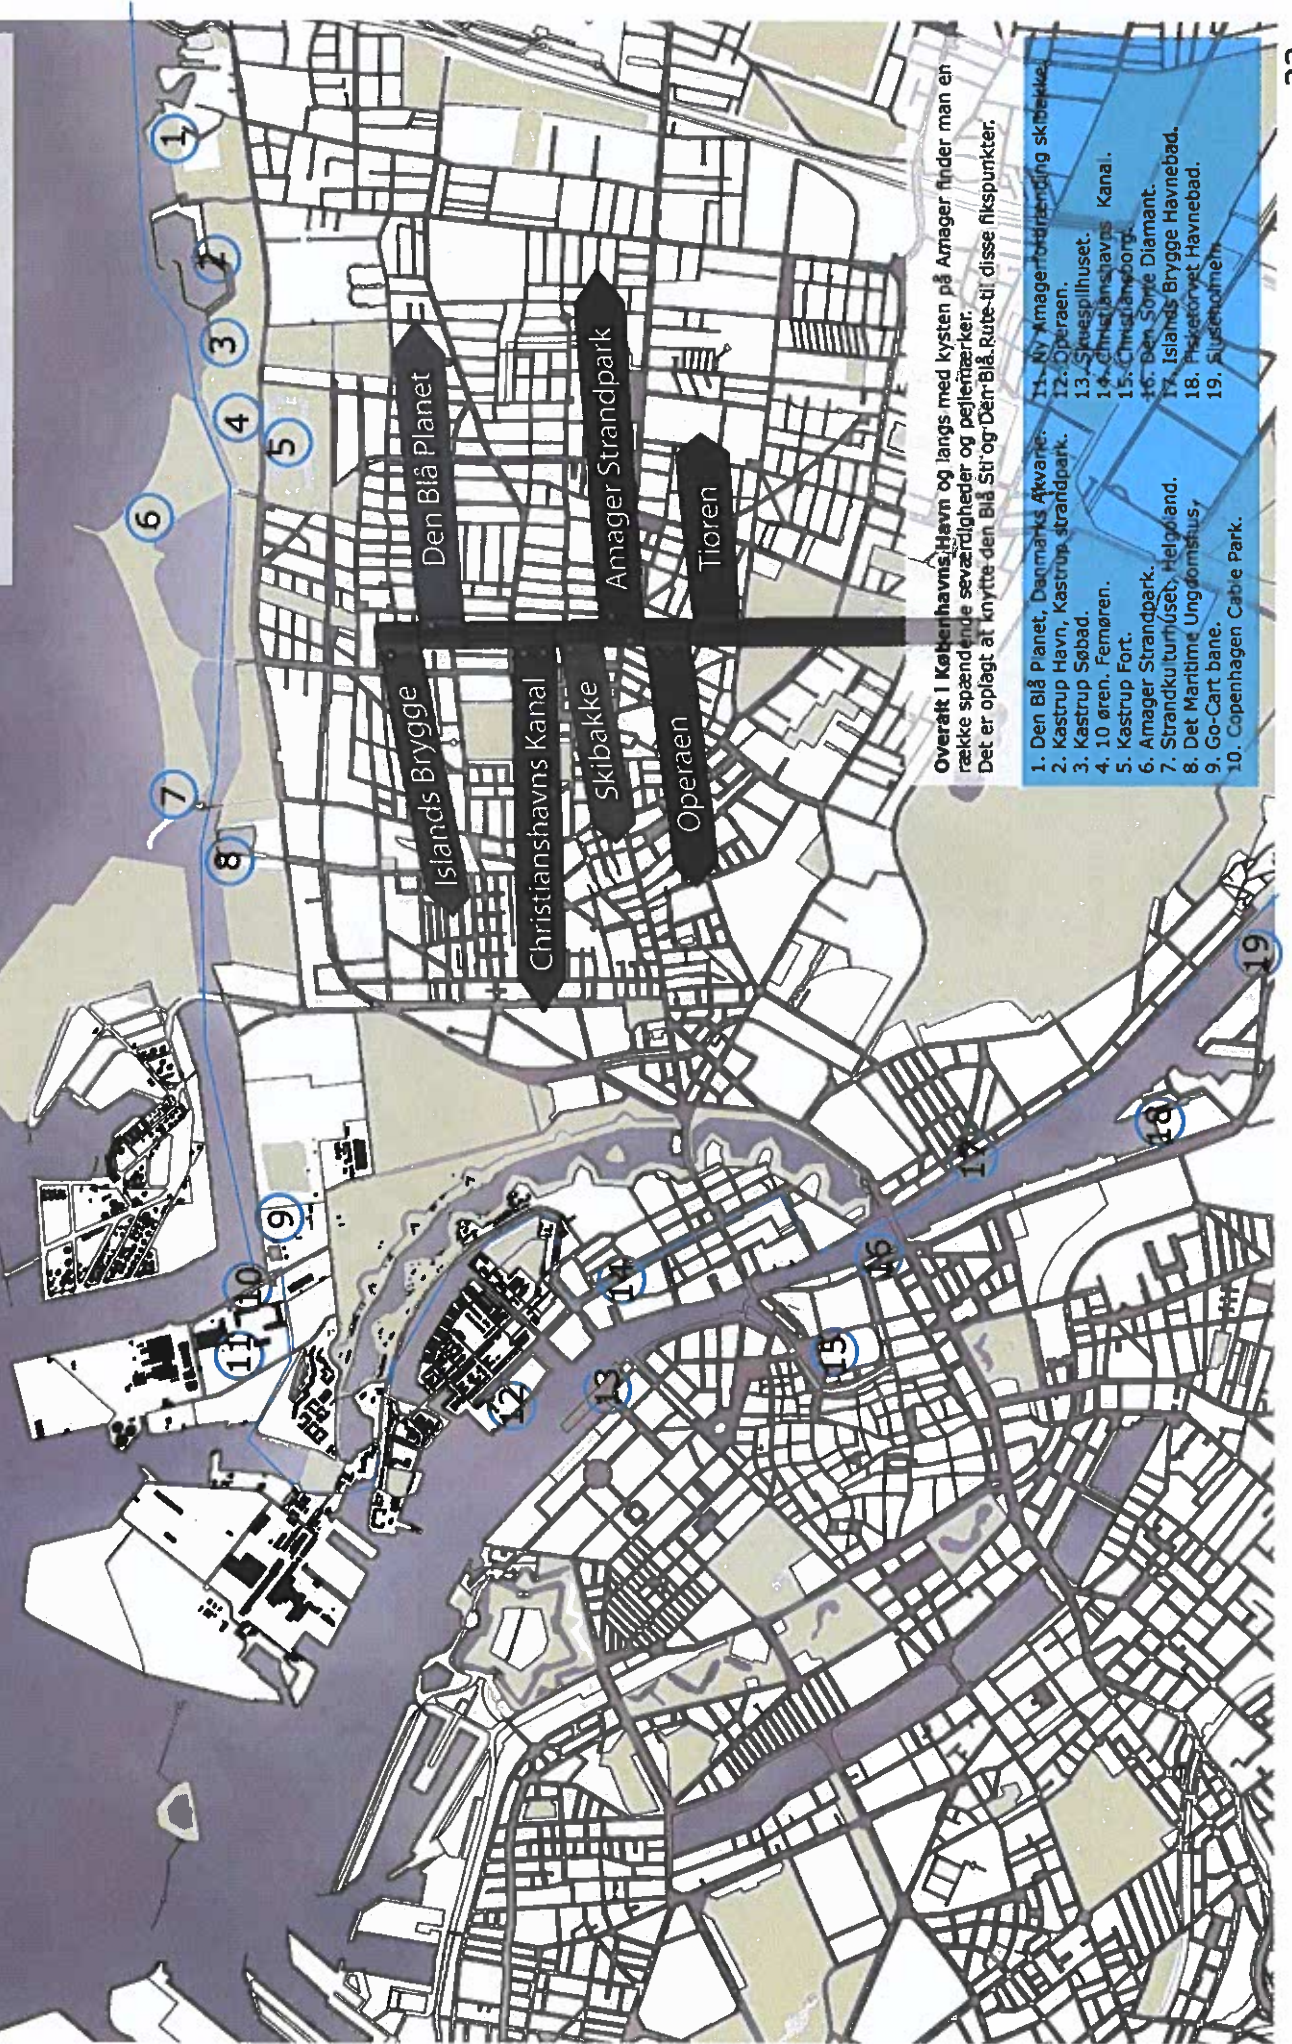 Den Blå Planet
Islands Brygge
Christianshavns Kanal
Amager Strandpark
Skibakke
Tioren
Operaen
1
2
3
4
5
6
7
8
9
10
11
12
13
14
15
16
17
18
19
Overalt i Københavns Havn og langs med kysten på Amager finder man en
række spændende seværdigheder og pejlemærker.
Det er oplagt at knytte den Blå Sti og Den Blå Rute til disse fikspunkter.
1. Den Blå Planet, Danmarks Akvarie.
2. Kastrup Havn, Kastrup strandpark.
3. Kastrup Søbad.
4. 10 øren. Femøren.
5. Kastrup Fort.
6. Amager Strandpark.
7. Strandkulturhuset, Helgoland.
8. Det Maritime Ungdomshus,
9. Go-Cart bane.
10. Copenhagen Cable Park.
11. Ny Amagerforbrænding skibakke.
12. Operaen.
13. Skuespilhuset.
14. Christianshavns Kanal.
15. Christiansborg.
16. Den Sorte Diamant.
17. Islands Brygge Havnebad.
18. Fisketorvet Havnebad.
19. Sluseholmen.